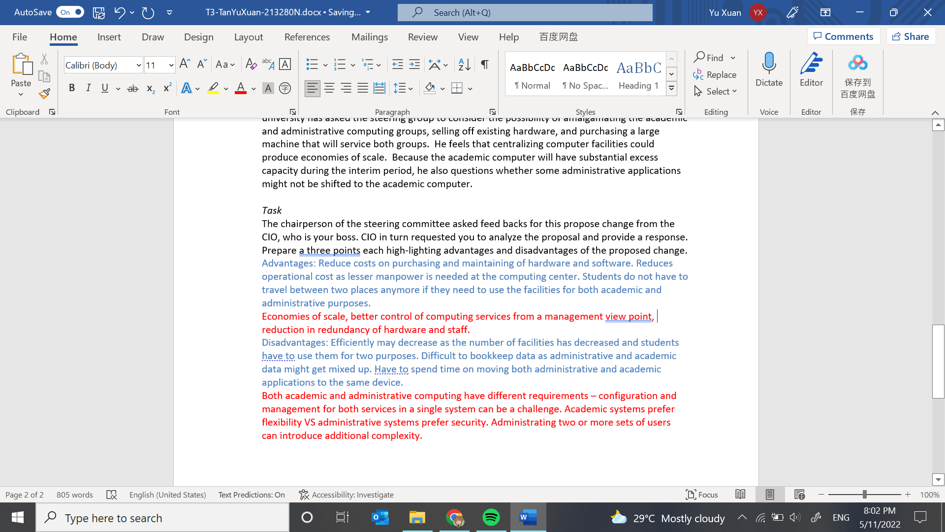 AutoSave On
T3-TanYuXuan-213280N.docx • Saving...
Search (Alt+Q)
Yu Xuan YX
File Home Insert Draw Design Layout References Mailings Review View Help 百度网盘
Comments Share
Calibri (Body) 11
AaBbCcDc AaBbCcDc AaBbC
¶ Normal ¶ No Spac... Heading 1
Find
Replace
Select
Paste
Dictate Editor 保存到
百度网盘
Clipboard Font Paragraph Styles Editing Voice Editor 保存
university has asked the steering group to consider the possibility of amalgamating the academic
and administrative computing groups, selling off existing hardware, and purchasing a large
machine that will service both groups. He feels that centralizing computer facilities could
produce economies of scale. Because the academic computer will have substantial excess
capacity during the interim period, he also questions whether some administrative applications
might not be shifted to the academic computer.
Task
The chairperson of the steering committee asked feed backs for this propose change from the
CIO, who is your boss. CIO in turn requested you to analyze the proposal and provide a response.
Prepare a three points each high-lighting advantages and disadvantages of the proposed change.
Advantages: Reduce costs on purchasing and maintaining of hardware and software. Reduces
operational cost as lesser manpower is needed at the computing center. Students do not have to
travel between two places anymore if they need to use the facilities for both academic and
administrative purposes.
Economies of scale, better control of computing services from a management view point,
reduction in redundancy of hardware and staff.
Disadvantages: Efficiently may decrease as the number of facilities has decreased and students
have to use them for two purposes. Difficult to bookkeep data as administrative and academic
data might get mixed up. Have to spend time on moving both administrative and academic
applications to the same device.
Both academic and administrative computing have different requirements – configuration and
management for both services in a single system can be a challenge. Academic systems prefer
flexibility VS administrative systems prefer security. Administrating two or more sets of users
can introduce additional complexity.
Page 2 of 2 805 words English (United States) Text Predictions: On Accessibility: Investigate Focus 100%
Type here to search
29°C Mostly cloudy
ENG
8:02 PM
5/11/2022